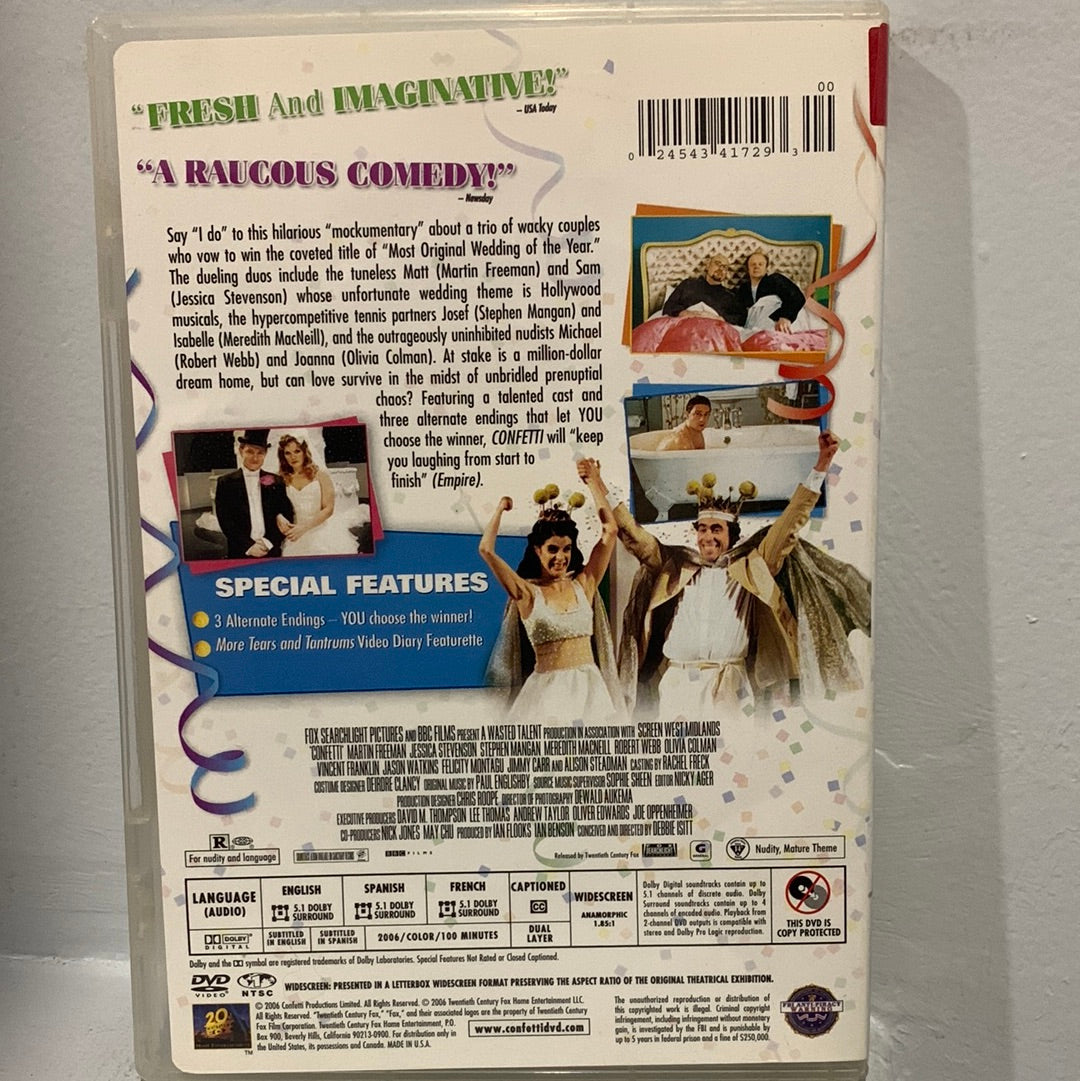 "FRESH And IMAGINATIVE!"
– USA Today
00
0 24543 41729 3
"A RAUCOUS COMEDY!"
– Newsday
Say "I do" to this hilarious "mockumentary" about a trio of wacky couples
who vow to win the coveted title of "Most Original Wedding of the Year."
The dueling duos include the tuneless Matt (Martin Freeman) and Sam
(Jessica Stevenson) whose unfortunate wedding theme is Hollywood
musicals, the hypercompetitive tennis partners Josef (Stephen Mangan) and
Isabelle (Meredith MacNeill), and the outrageously uninhibited nudists Michael
(Robert Webb) and Joanna (Olivia Colman). At stake is a million-dollar
dream home, but can love survive in the midst of unbridled prenuptial
chaos? Featuring a talented cast and
three alternate endings that let YOU
choose the winner, CONFETTI will "keep
you laughing from start to
finish" (Empire).
SPECIAL FEATURES
3 Alternate Endings – YOU choose the winner!
More Tears and Tantrums Video Diary Featurette
FOX SEARCHLIGHT PICTURES AND BBC FILMS PRESENT A WASTED TALENT PRODUCTION IN ASSOCIATION WITH SCREEN WEST MIDLANDS
"CONFETTI" MARTIN FREEMAN JESSICA STEVENSON STEPHEN MANGAN MEREDITH MACNEILL ROBERT WEBB OLIVIA COLMAN
VINCENT FRANKLIN JASON WATKINS FELICITY MONTAGU JIMMY CARR AND ALISON STEADMAN CASTING BY RACHEL FRECK
COSTUME DESIGNER DEIRDRE CLANCY ORIGINAL MUSIC BY PAUL ENGLISHBY SOURCE MUSIC SUPERVISOR SOPHIE SHEEN EDITOR NICKY AGER
PRODUCTION DESIGNER CHRIS ROOPE DIRECTOR OF PHOTOGRAPHY DEWALD AUKEMA
EXECUTIVE PRODUCERS DAVID M. THOMPSON LEE THOMAS ANDREW TAYLOR OLIVER EDWARDS JOE OPPENHEIMER
CO-PRODUCERS NICK JONES MAY CHU PRODUCED BY IAN FLOOKS IAN BENSON CONCEIVED AND DIRECTED BY DEBBIE ISITT
R
For nudity and language
BBC FILMS
Released by Twentieth Century Fox
SEARCHLIGHT
G
Nudity, Mature Theme
LANGUAGE
(AUDIO)
ENGLISH
5.1 DOLBY
SURROUND
SPANISH
5.1 DOLBY
SURROUND
FRENCH
5.1 DOLBY
SURROUND
CAPTIONED
CC
WIDESCREEN
ANAMORPHIC
1.85:1
Dolby Digital soundtracks contain up to
5.1 channels of discrete audio. Dolby
Surround soundtracks contain up to 4
channels of encoded audio. Playback from
2-channel DVD outputs is compatible with
stereo and Dolby Pro Logic reproduction.
THIS DVD IS
COPY PROTECTED
DOLBY
DIGITAL
SUBTITLED
IN ENGLISH
SUBTITLED
IN SPANISH
2006/COLOR/100 MINUTES
DUAL
LAYER
Dolby and the DD symbol are registered trademarks of Dolby Laboratories. Special Features Not Rated or Closed Captioned.
DVD
VIDEO
NTSC
WIDESCREEN: PRESENTED IN A LETTERBOX WIDESCREEN FORMAT PRESERVING THE ASPECT RATIO OF THE ORIGINAL THEATRICAL EXHIBITION.
20
TM
© 2006 Confetti Productions Limited. All Rights Reserved. © 2006 Twentieth Century Fox Home Entertainment LLC.
All Rights Reserved. "Twentieth Century Fox," "Fox," and their associated logos are the property of Twentieth Century
Fox Film Corporation. Twentieth Century Fox Home Entertainment, P.O.
Box 900, Beverly Hills, California 90213-0900. For distribution only in
the United States, its possessions and Canada. MADE IN U.S.A.
www.confettidvd.com
The unauthorized reproduction or distribution of
this copyrighted work is illegal. Criminal copyright
infringement, including infringement without monetary
gain, is investigated by the FBI and is punishable by
up to 5 years in federal prison and a fine of $250,000.
FBI ANTI-PIRACY
WARNING